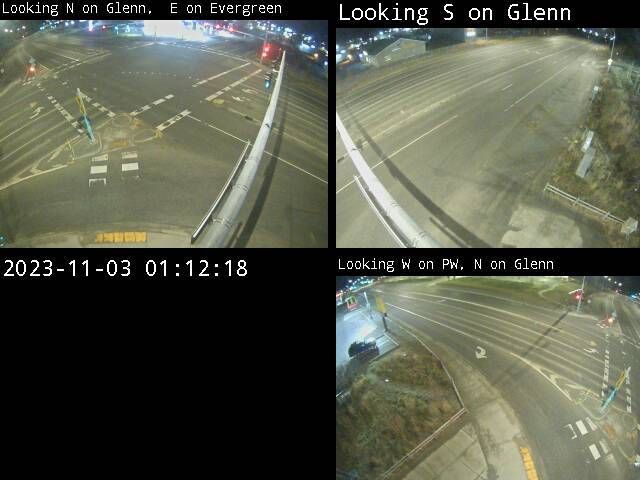 Looking N on Glenn, E on Evergreen
Looking S on Glenn
2023-11-03 01:12:18
Looking W on PW, N on Glenn